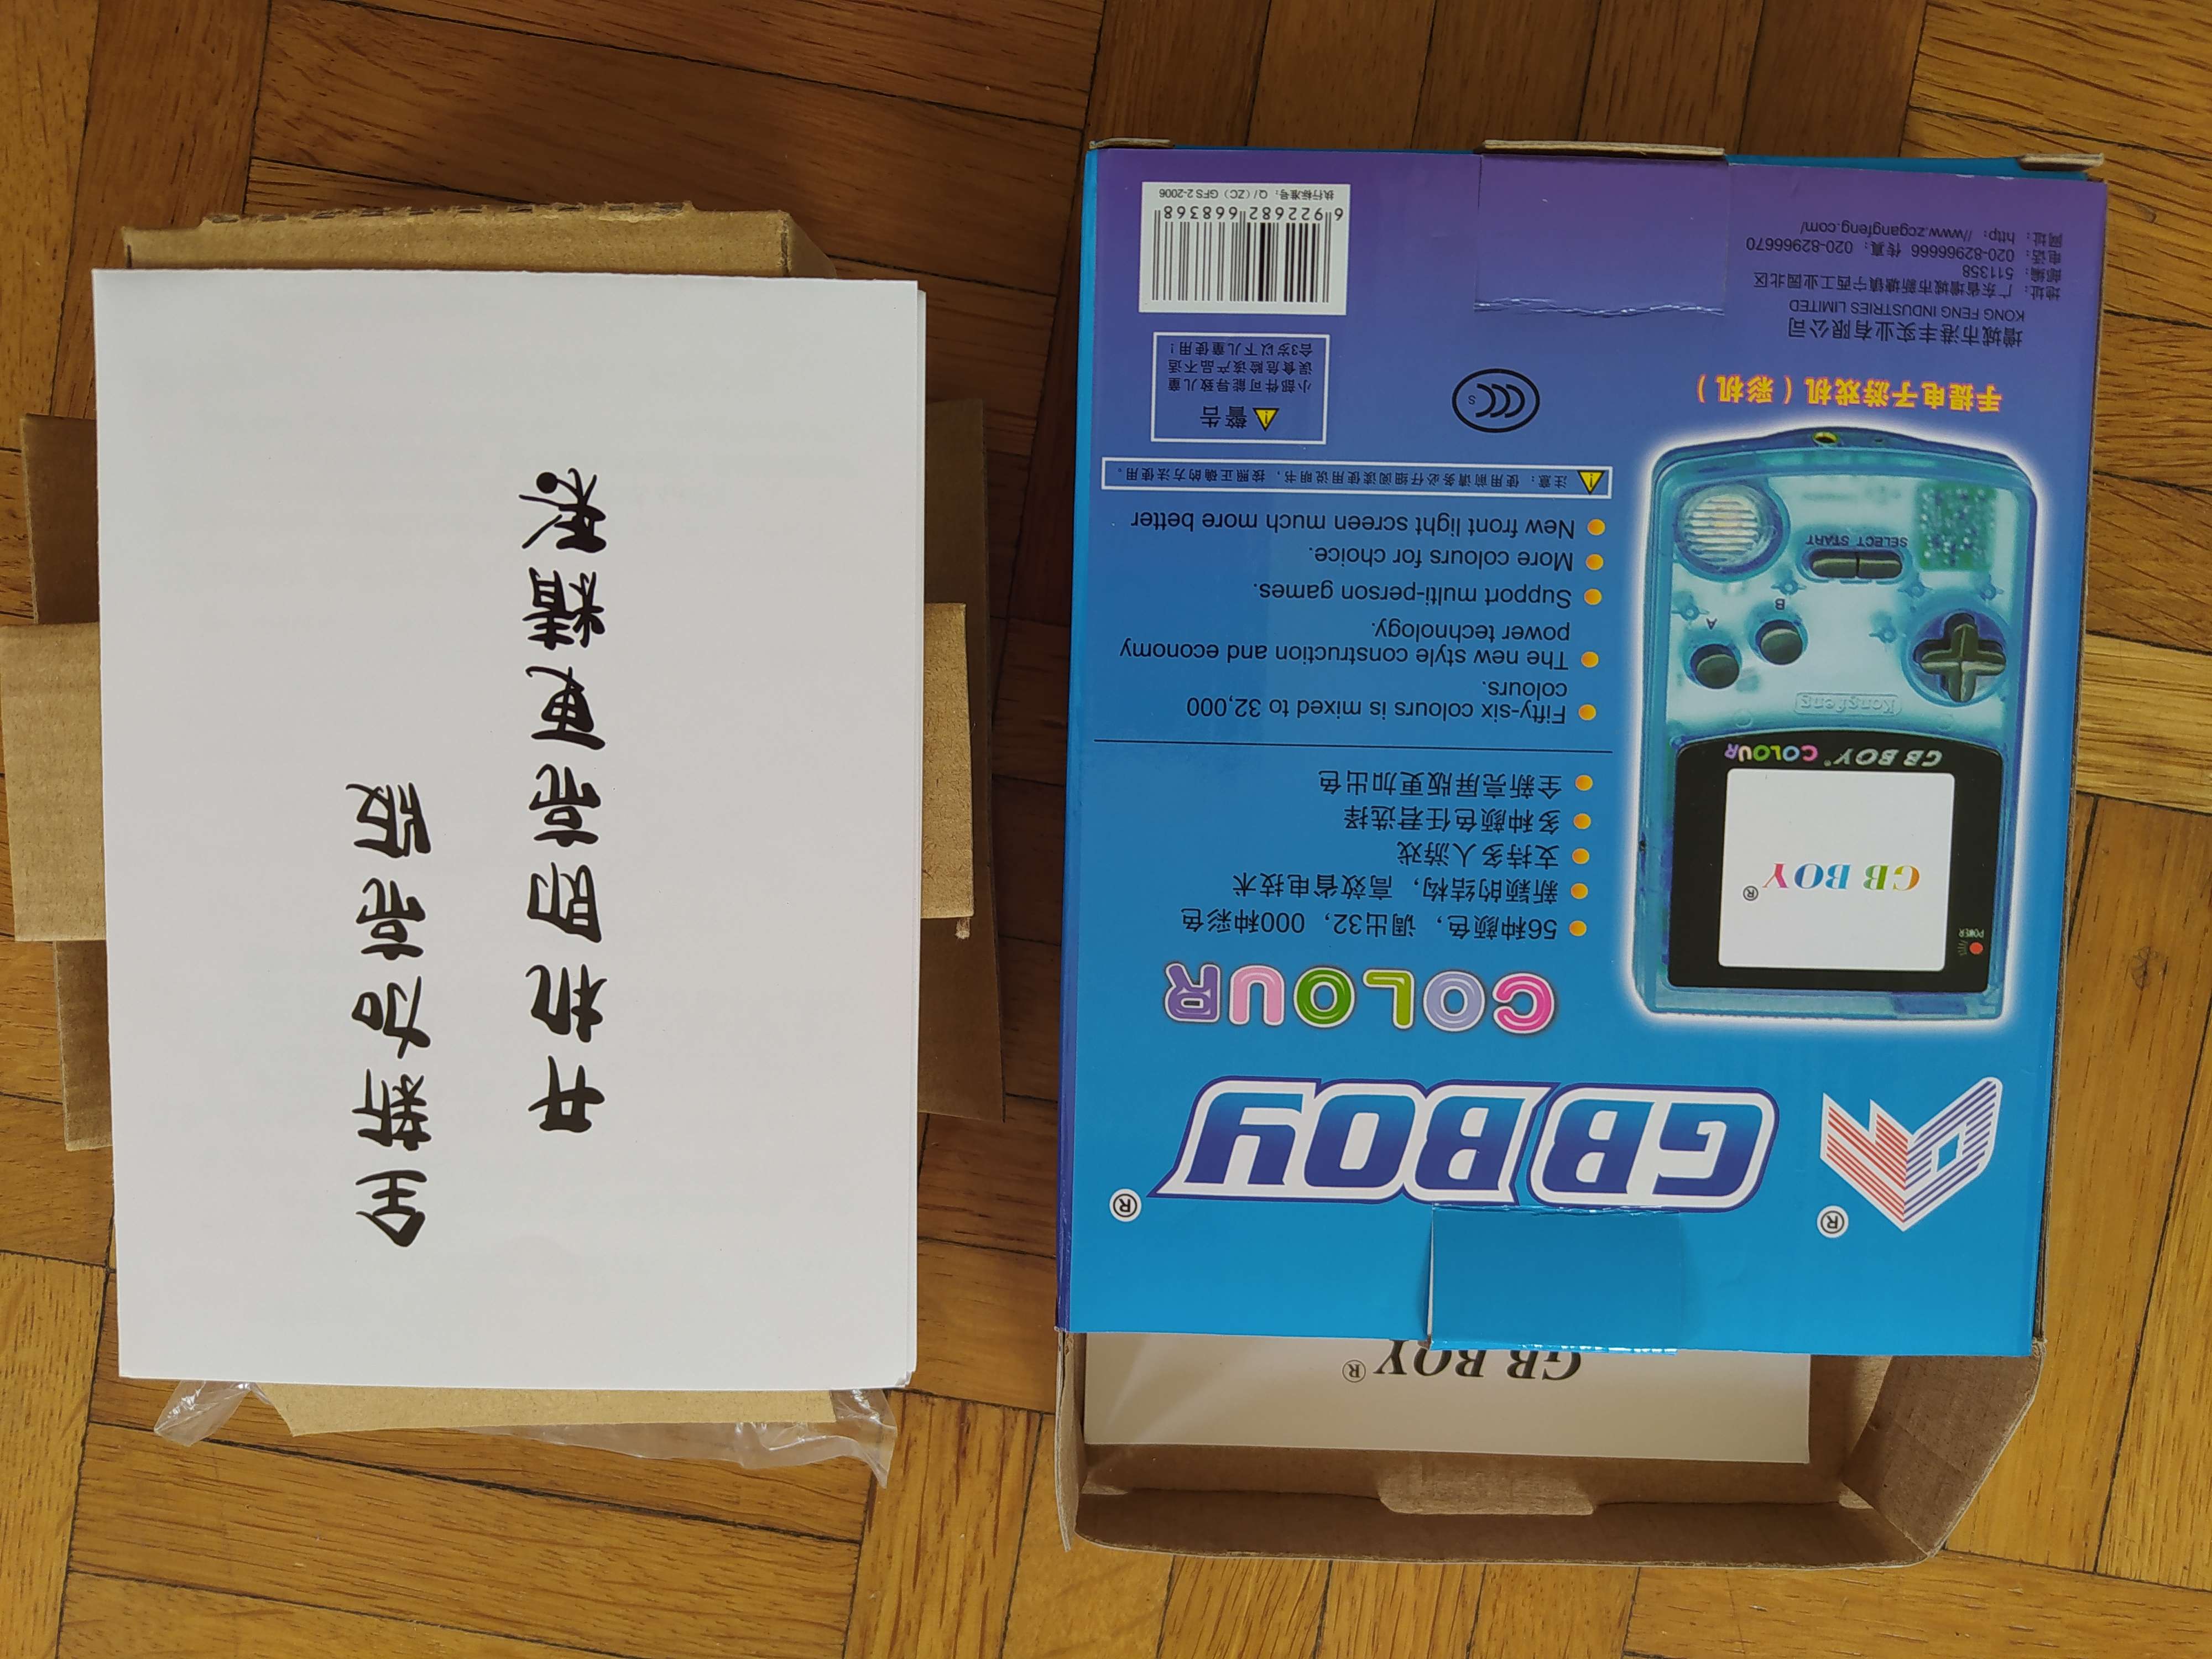 GB BOY®
®
GB BOY®
COLOUR
POWER
GB BOY®
GB BOY® COLOUR
Kongfeng
A
B
SELECT START
手提电子游戏机（彩机）
56种颜色，调出32，000种彩色
新颖的结构，高效省电技术
支持多人游戏
多种颜色任君选择
全新亮屏版更加出色
Fifty-six colours is mixed to 32,000
colours.
The new style construction and economy
power technology.
Support multi-person games.
More colours for choice.
New front light screen much more better
注意：使用前请务必仔细阅读使用说明书，按照正确的方法使用。
CCC S
警告
小部件可能导致儿童
误食危险该产品不适
合3岁以下儿童使用！
增城市港丰实业有限公司
KONG FENG INDUSTRIES LIMITED
地址：广东省增城市新塘镇宁西工业园北区
邮编：511358
电话：020-82966666 传真：020-82966670
网址：http：//www.zcgangfeng.com/
6 922682 668368
执行标准号：Q/（ZC）GFS 2-2006
全新加亮版
开机即亮更精彩